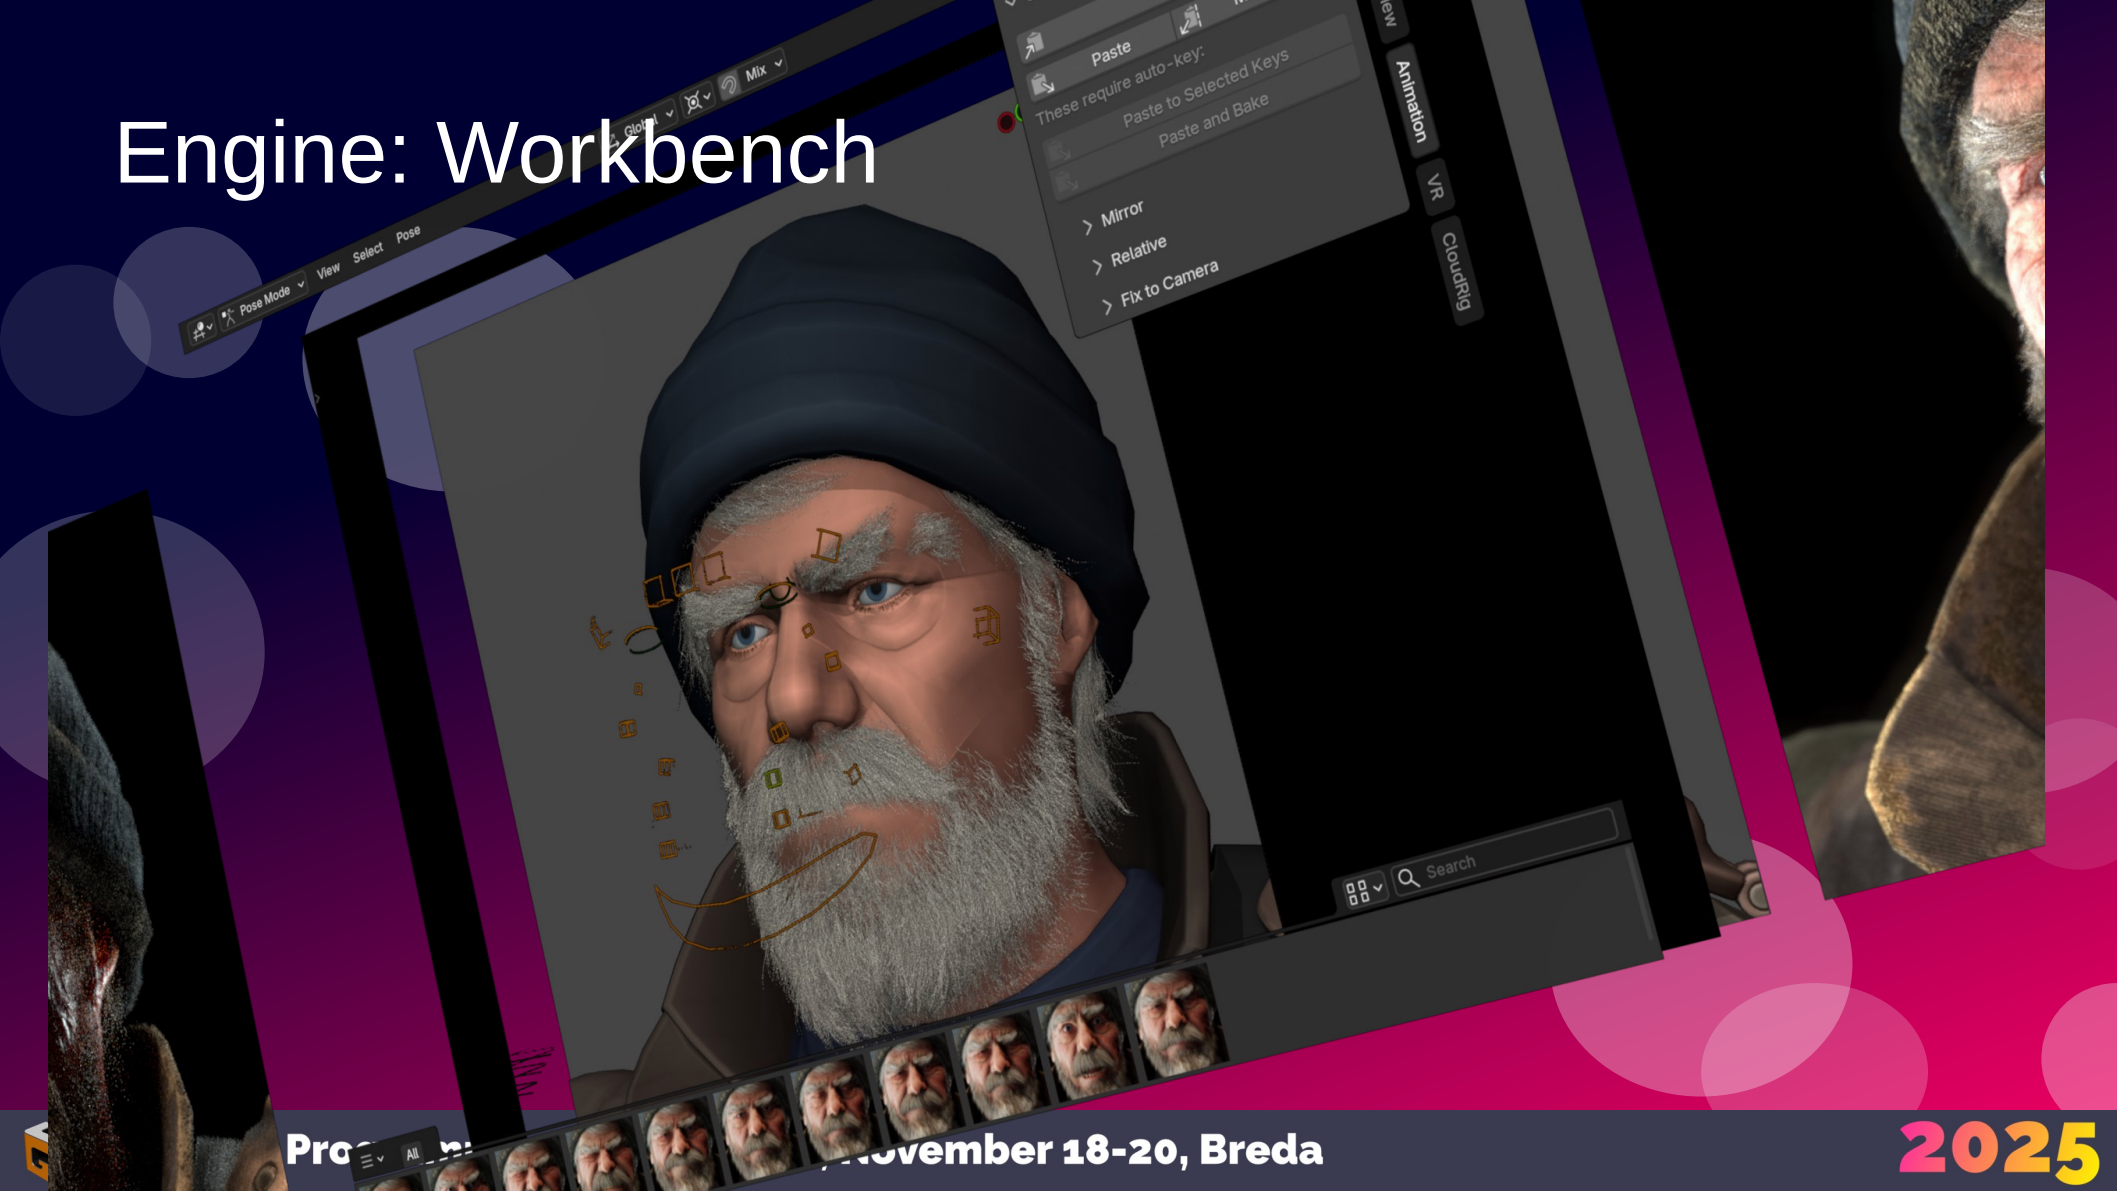 Engine: Workbench
Pose Mode
View
Select
Pose
Global
Mix
Paste
These require auto-key:
Paste to Selected Keys
Paste and Bake
Mirror
Relative
Fix to Camera
Animation
VR
CloudRig
Search
All
November 18-20, Breda
2025